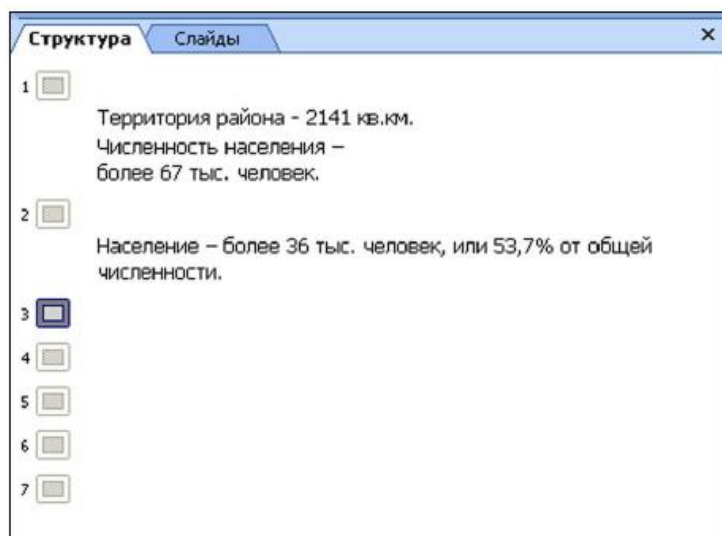 Структура Слайды
1
Территория района - 2141 кв.км.
Численность населения –
более 67 тыс. человек.
2
Население – более 36 тыс. человек, или 53,7% от общей
численности.
3
4
5
6
7